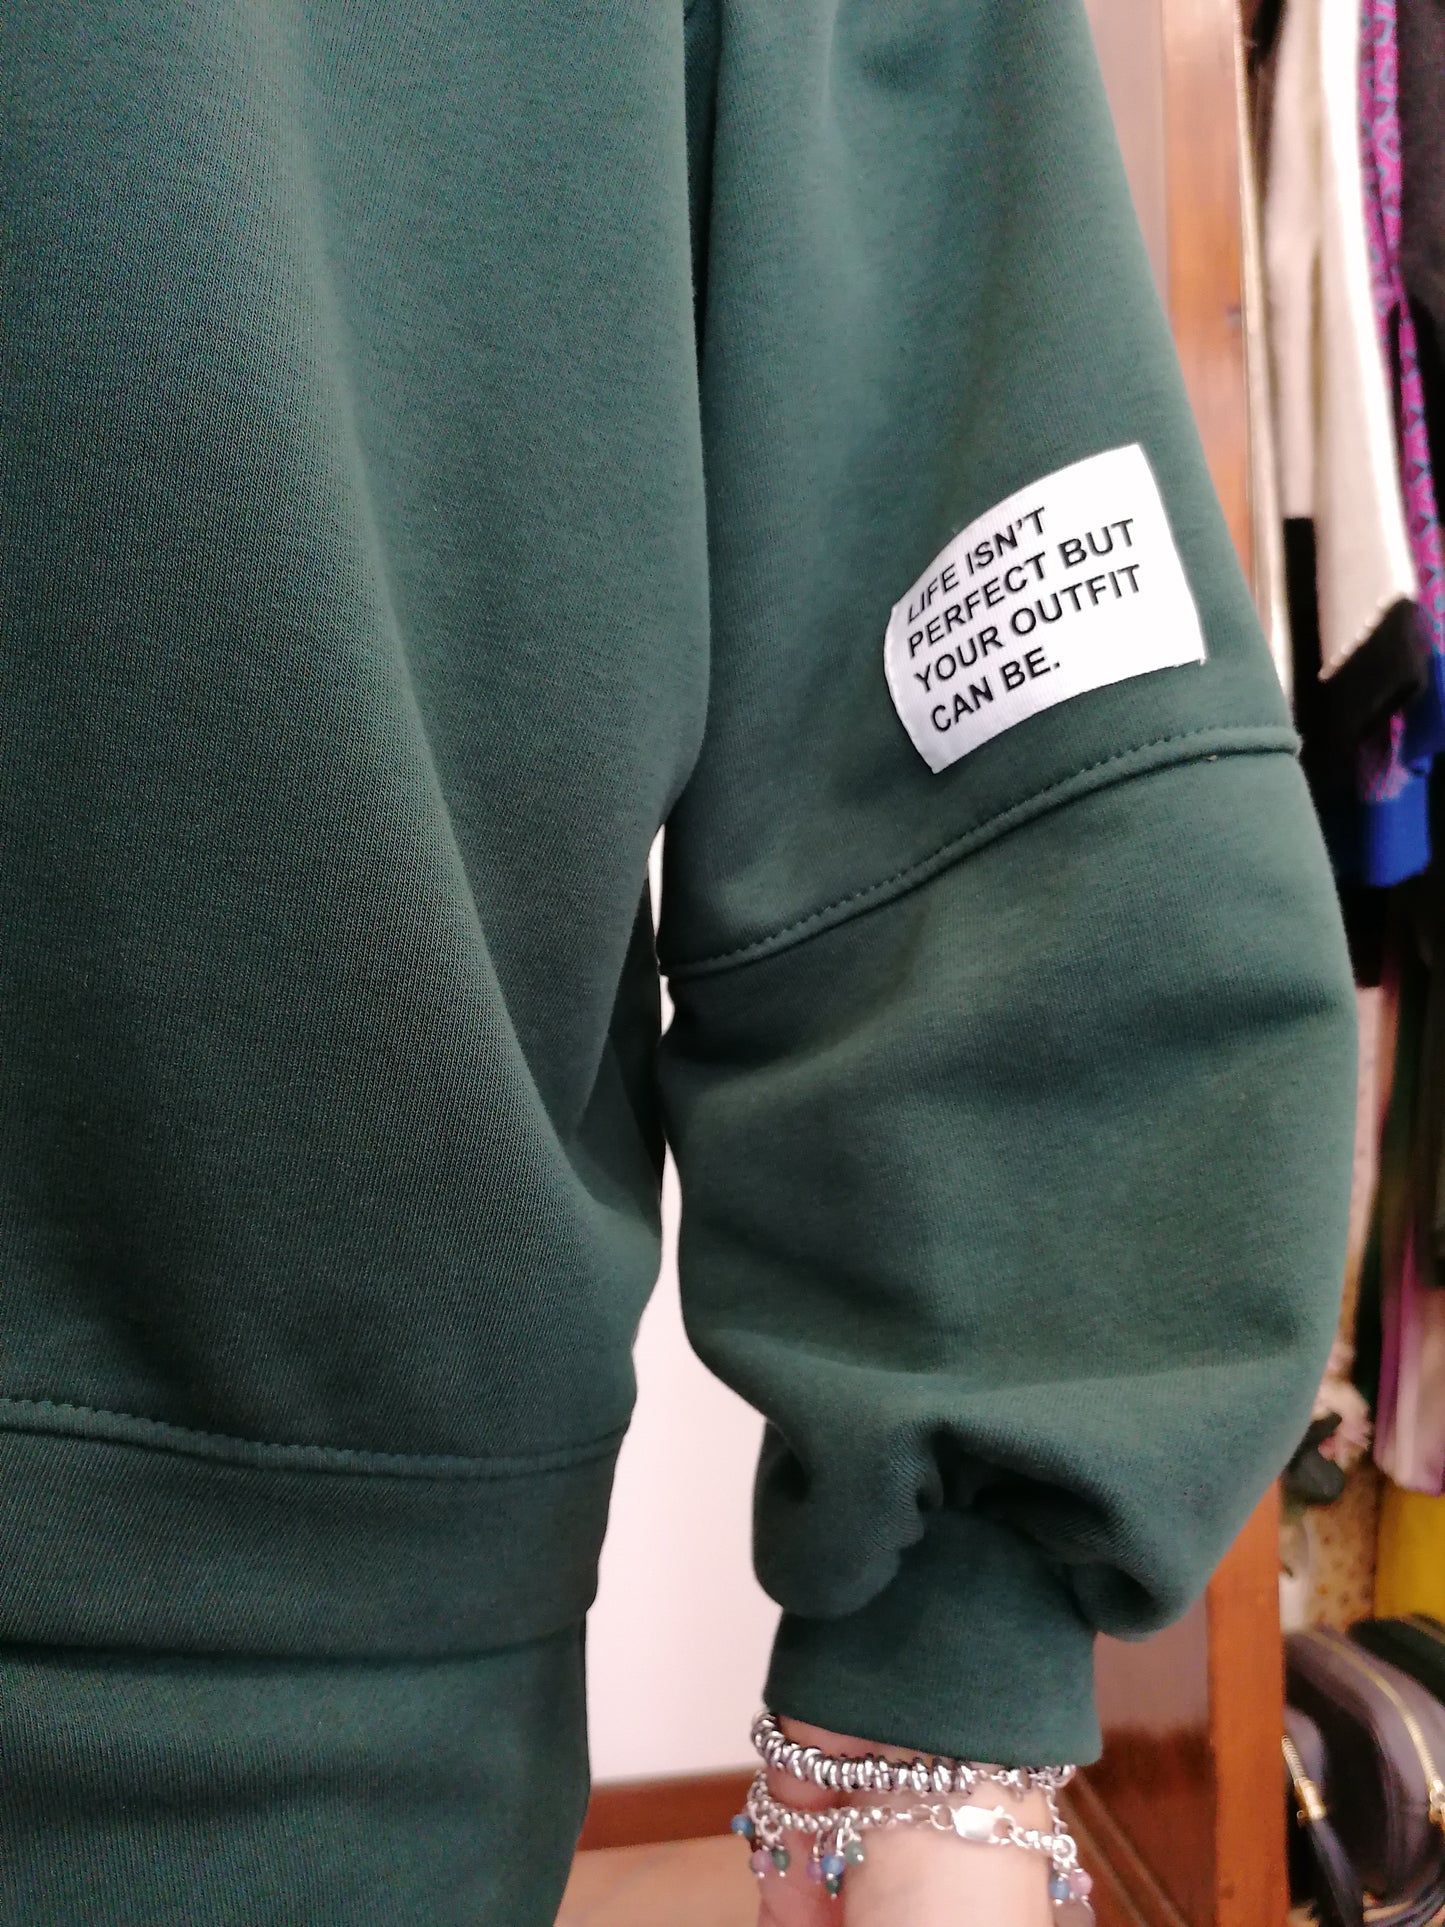 LIFE ISN'T
PERFECT BUT
YOUR OUTFIT
CAN BE.